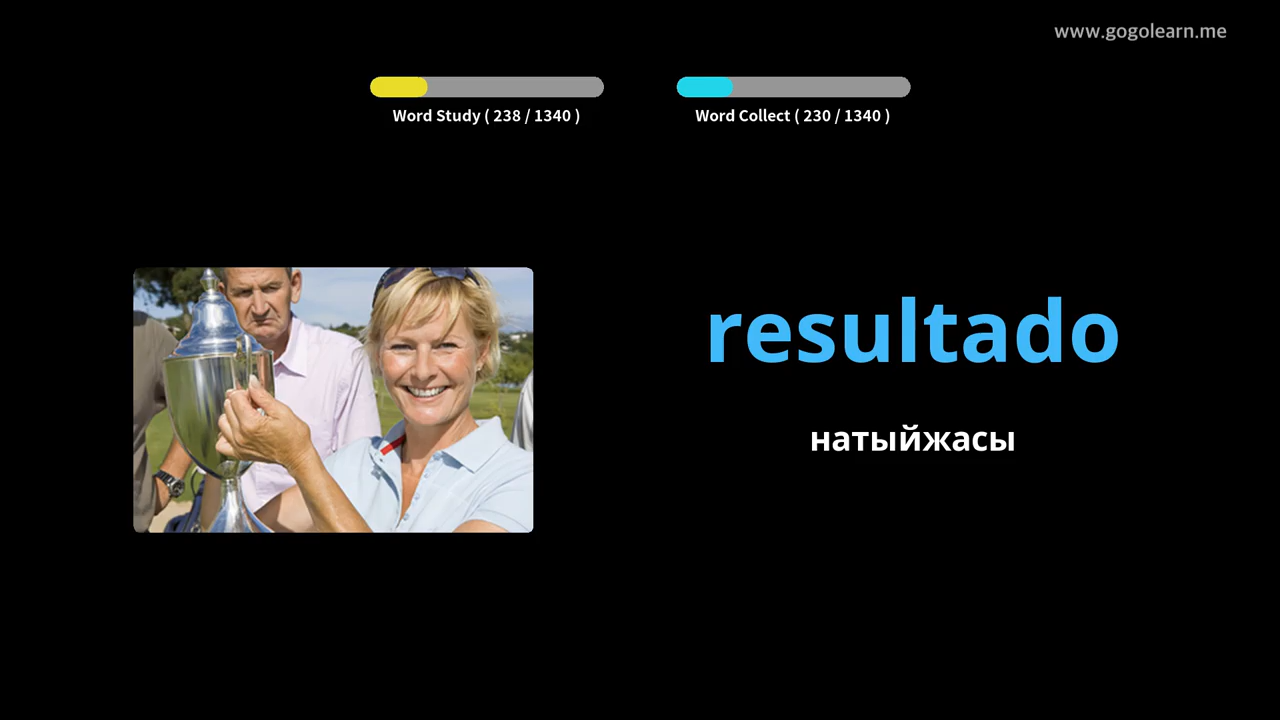 www.gogolearn.me
Word Study ( 238 / 1340 )
Word Collect ( 230 / 1340 )
resultado
натыйжасы